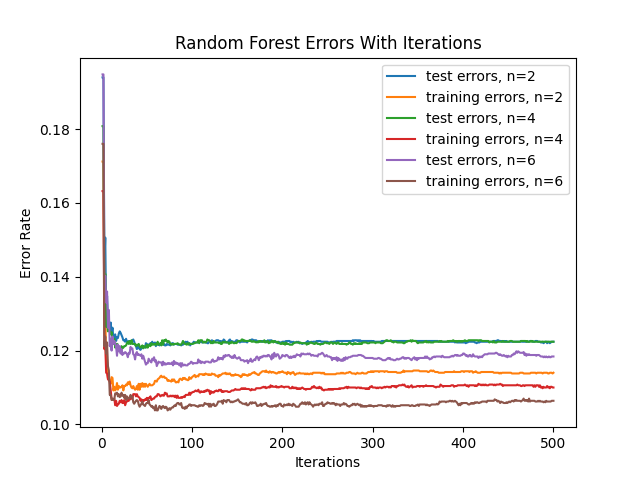 Random Forest Errors With Iterations
test errors, n=2
training errors, n=2
test errors, n=4
training errors, n=4
test errors, n=6
training errors, n=6
Error Rate
0.18
0.16
0.14
0.12
0.10
0 100 200 300 400 500
Iterations